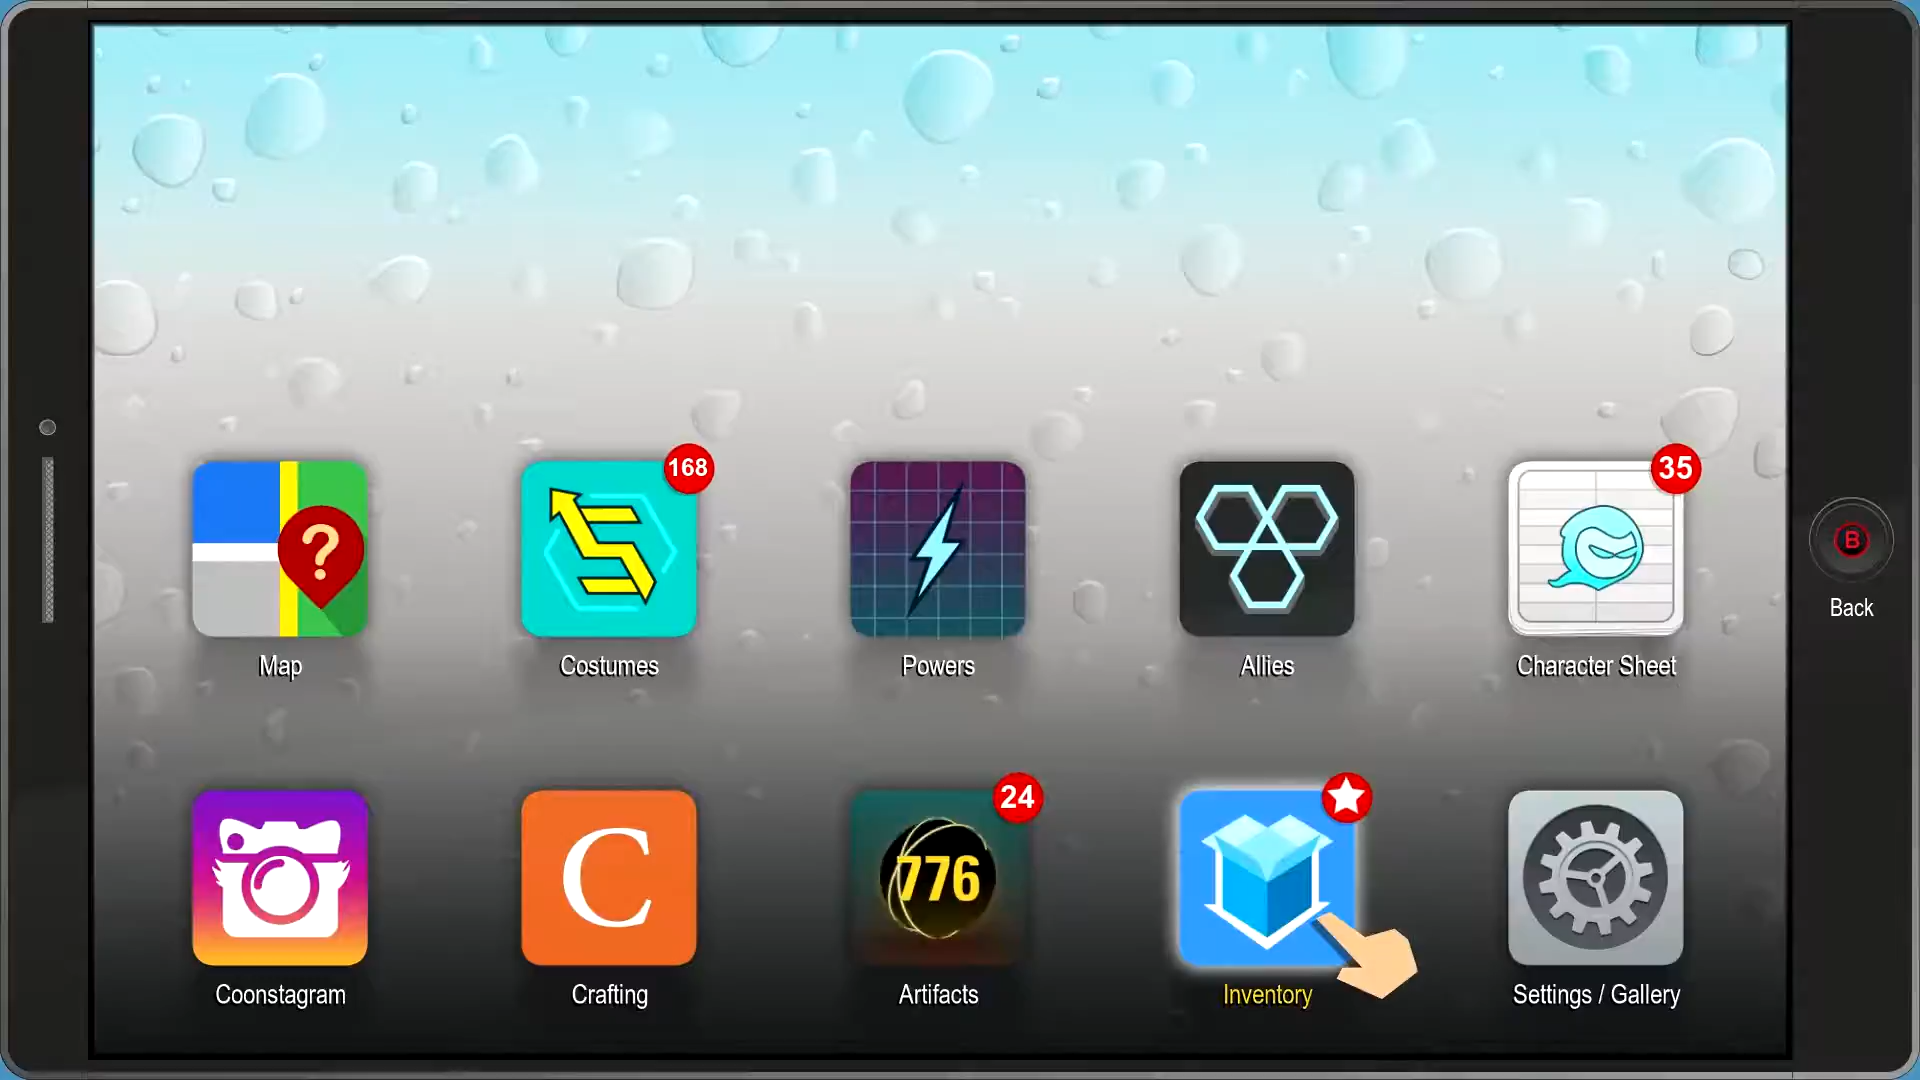 168
35
?
B
Map
Costumes
Powers
Allies
Character Sheet
Back
24
C
776
Coonstagram
Crafting
Artifacts
Inventory
Settings / Gallery